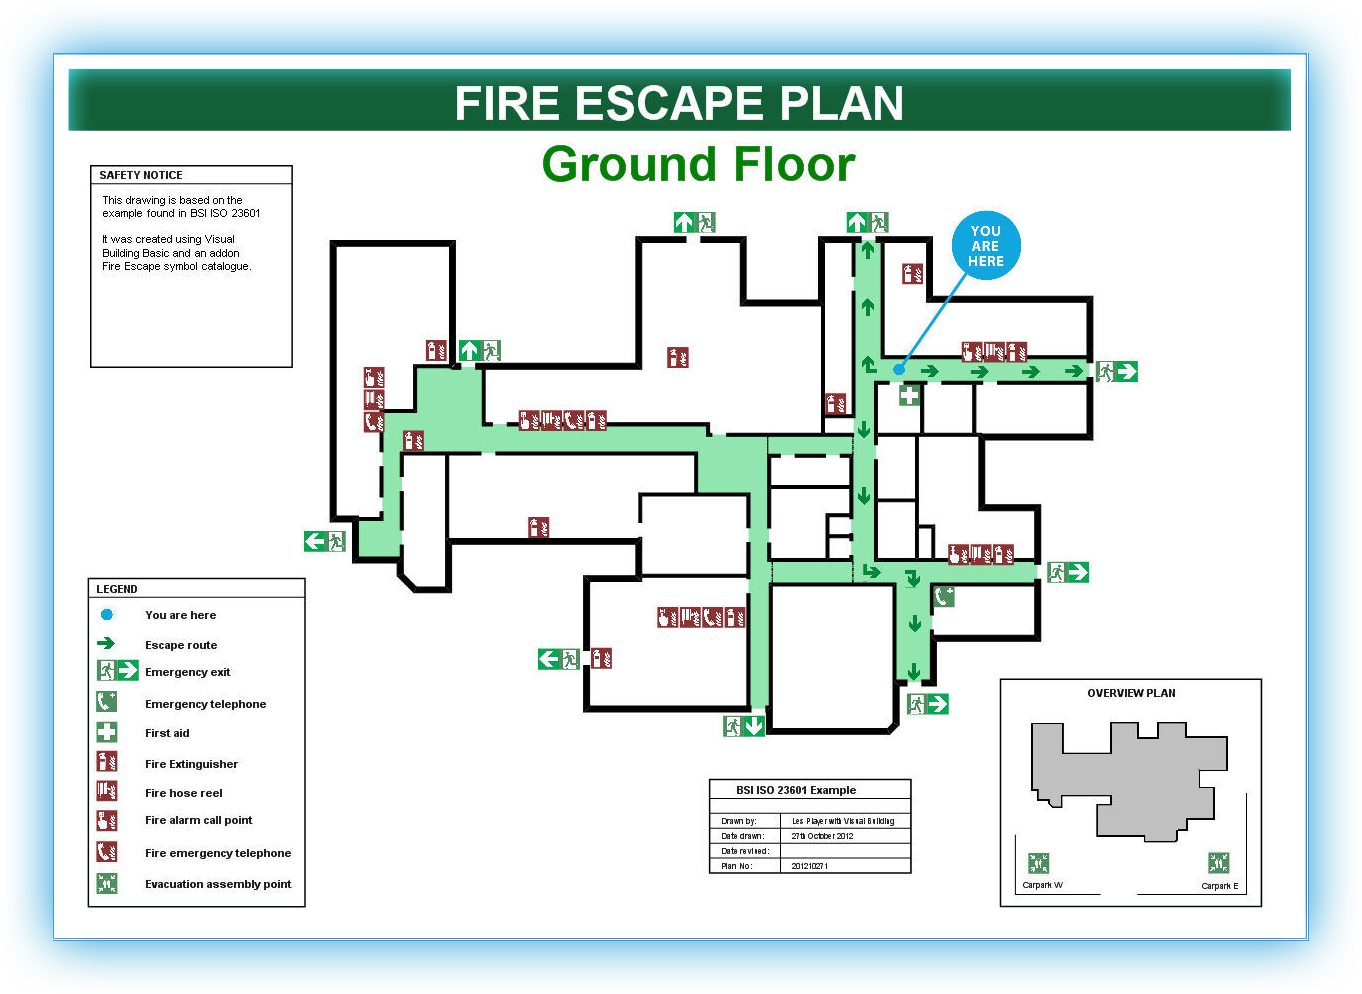 FIRE ESCAPE PLAN
Ground Floor
SAFETY NOTICE
This drawing is based on the
example found in BSI ISO 23601
It was created using Visual
Building Basic and an addon
Fire Escape symbol catalogue.
YOU
ARE
HERE
LEGEND
You are here
Escape route
Emergency exit
Emergency telephone
First aid
Fire Extinguisher
Fire hose reel
Fire alarm call point
Fire emergency telephone
Evacuation assembly point
BSI ISO 23601 Example
Drawn by: Les Player with Visual Building
Date drawn: 27th October 2012
Date revised:
Plan No: 201210271
OVERVIEW PLAN
Carpark W
Carpark E